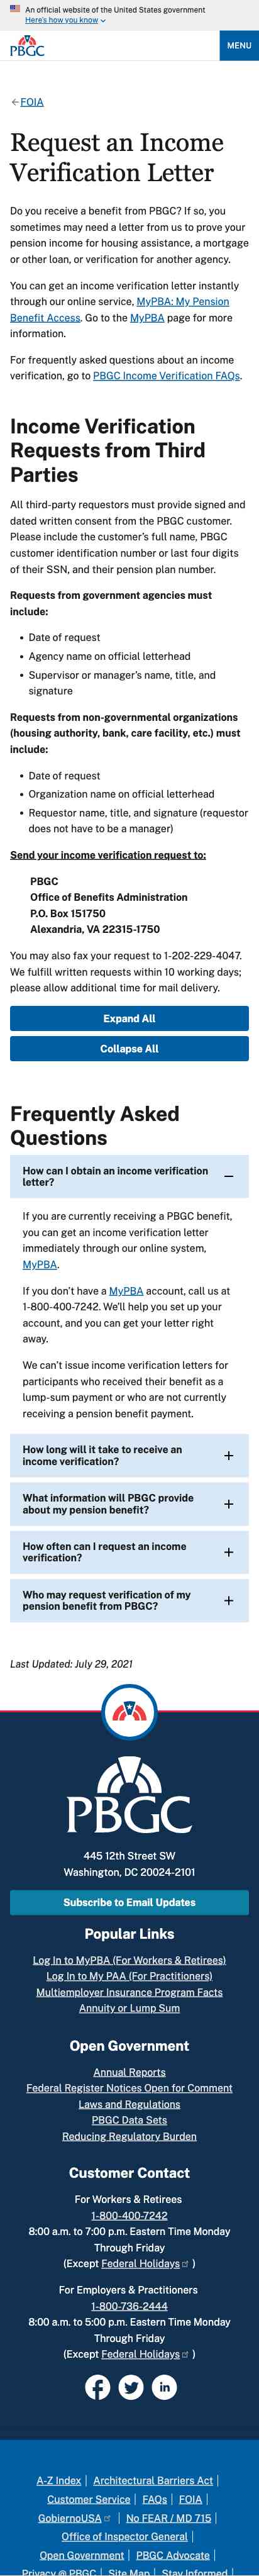 An official website of the United States government
Here's how you know
PBGC
MENU
FOIA
Request an Income
Verification Letter
Do you receive a benefit from PBGC? If so, you
sometimes may need a letter from us to prove your
pension income for housing assistance, a mortgage
or other loan, or verification for another agency.
You can get an income verification letter instantly
through our online service, MyPBA: My Pension
Benefit Access. Go to the MyPBA page for more
information.
For frequently asked questions about an income
verification, go to PBGC Income Verification FAQs.
Income Verification
Requests from Third
Parties
All third-party requestors must provide signed and
dated written consent from the PBGC customer.
Please include the customer's full name, PBGC
customer identification number or last four digits
of their SSN, and their pension plan number.
Requests from government agencies must
include:
• Date of request
• Agency name on official letterhead
• Supervisor or manager's name, title, and
signature
Requests from non-governmental organizations
(housing authority, bank, care facility, etc.) must
include:
• Date of request
• Organization name on official letterhead
• Requestor name, title, and signature (requestor
does not have to be a manager)
Send your income verification request to:
PBGC
Office of Benefits Administration
P.O. Box 151750
Alexandria, VA 22315-1750
You may also fax your request to 1-202-229-4047.
We fulfill written requests within 10 working days;
please allow additional time for mail delivery.
Expand All
Collapse All
Frequently Asked
Questions
How can I obtain an income verification
letter?
If you are currently receiving a PBGC benefit,
you can get an income verification letter
immediately through our online system,
MyPBA.
If you don't have a MyPBA account, call us at
1-800-400-7242. We'll help you set up your
account, and you can get your letter right
away.
We can't issue income verification letters for
participants who received their benefit as a
lump-sum payment or who are not currently
receiving a pension benefit payment.
How long will it take to receive an
income verification?
What information will PBGC provide
about my pension benefit?
How often can I request an income
verification?
Who may request verification of my
pension benefit from PBGC?
Last Updated: July 29, 2021
PBGC
445 12th Street SW
Washington, DC 20024-2101
Subscribe to Email Updates
Popular Links
Log In to MyPBA (For Workers & Retirees)
Log In to My PAA (For Practitioners)
Multiemployer Insurance Program Facts
Annuity or Lump Sum
Open Government
Annual Reports
Federal Register Notices Open for Comment
Laws and Regulations
PBGC Data Sets
Reducing Regulatory Burden
Customer Contact
For Workers & Retirees
1-800-400-7242
8:00 a.m. to 7:00 p.m. Eastern Time Monday
Through Friday
(Except Federal Holidays )
For Employers & Practitioners
1-800-736-2444
8:00 a.m. to 5:00 p.m. Eastern Time Monday
Through Friday
(Except Federal Holidays )
A-Z Index | Architectural Barriers Act |
Customer Service | FAQs | FOIA |
GobiernoUSA | No FEAR / MD 715 |
Office of Inspector General |
Open Government | PBGC Advocate |
Privacy @ PBGC | Site Map | Stay Informed |